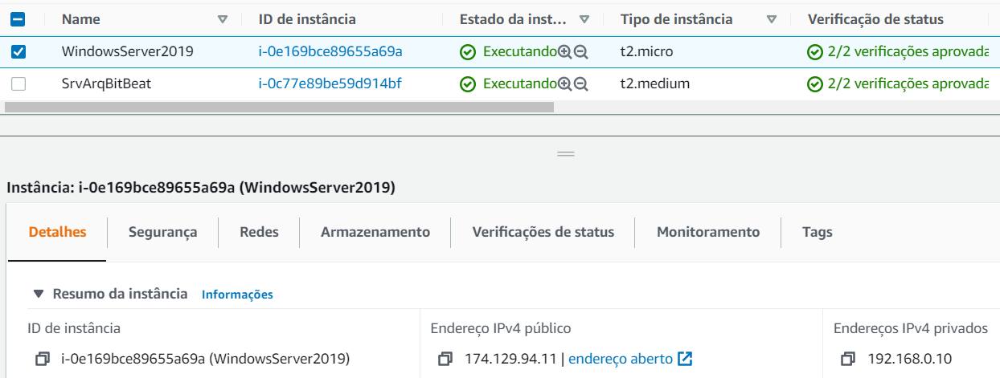 Name ID de instância Estado da inst... Tipo de instância Verificação de status
WindowsServer2019 i-0e169bce89655a69a Executando t2.micro 2/2 verificações aprovada
SrvArqBitBeat i-0c77e89be59d914bf Executando t2.medium 2/2 verificações aprovada
Instância: i-0e169bce89655a69a (WindowsServer2019)
Detalhes Segurança Redes Armazenamento Verificações de status Monitoramento Tags
Resumo da instância Informações
ID de instância Endereço IPv4 público Endereços IPv4 privados
i-0e169bce89655a69a (WindowsServer2019) 174.129.94.11 | endereço aberto 192.168.0.10